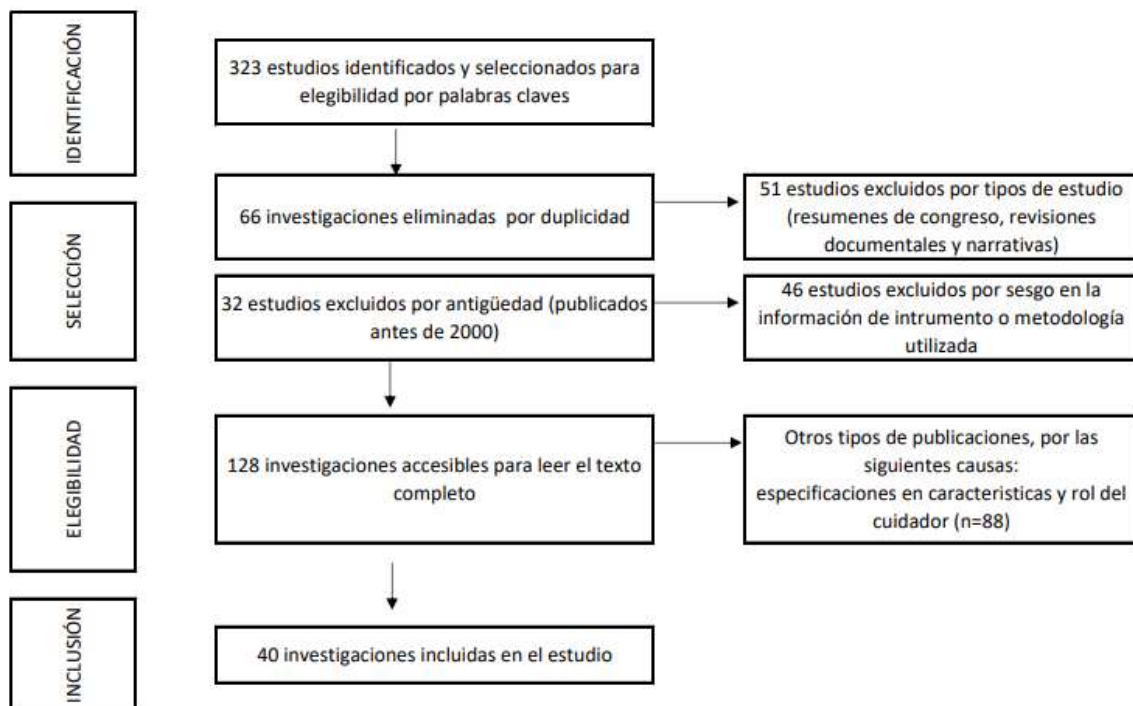 IDENTIFICACIÓN
323 estudios identificados y seleccionados para
elegibilidad por palabras claves
SELECCIÓN
66 investigaciones eliminadas por duplicidad
51 estudios excluidos por tipos de estudio
(resumenes de congreso, revisiones
documentales y narrativas)
32 estudios excluidos por antigüedad (publicados
antes de 2000)
46 estudios excluidos por sesgo en la
información de intrumento o metodología
utilizada
ELEGIBILIDAD
128 investigaciones accesibles para leer el texto
completo
Otros tipos de publicaciones, por las
siguientes causas:
especificaciones en caracteristicas y rol del
cuidador (n=88)
INCLUSIÓN
40 investigaciones incluidas en el estudio